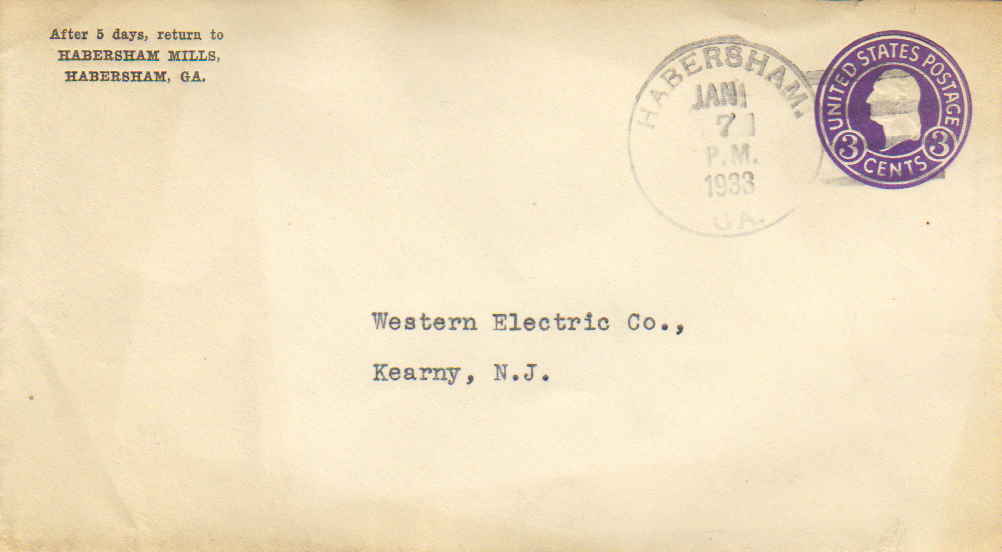 After 5 days, return to
HABERSHAM MILLS,
HABERSHAM, GA.
HABERSHAM.
JAN
7
P.M.
1933
GA.
UNITED STATES POSTAGE
3 CENTS 3
Western Electric Co.,
Kearny, N.J.